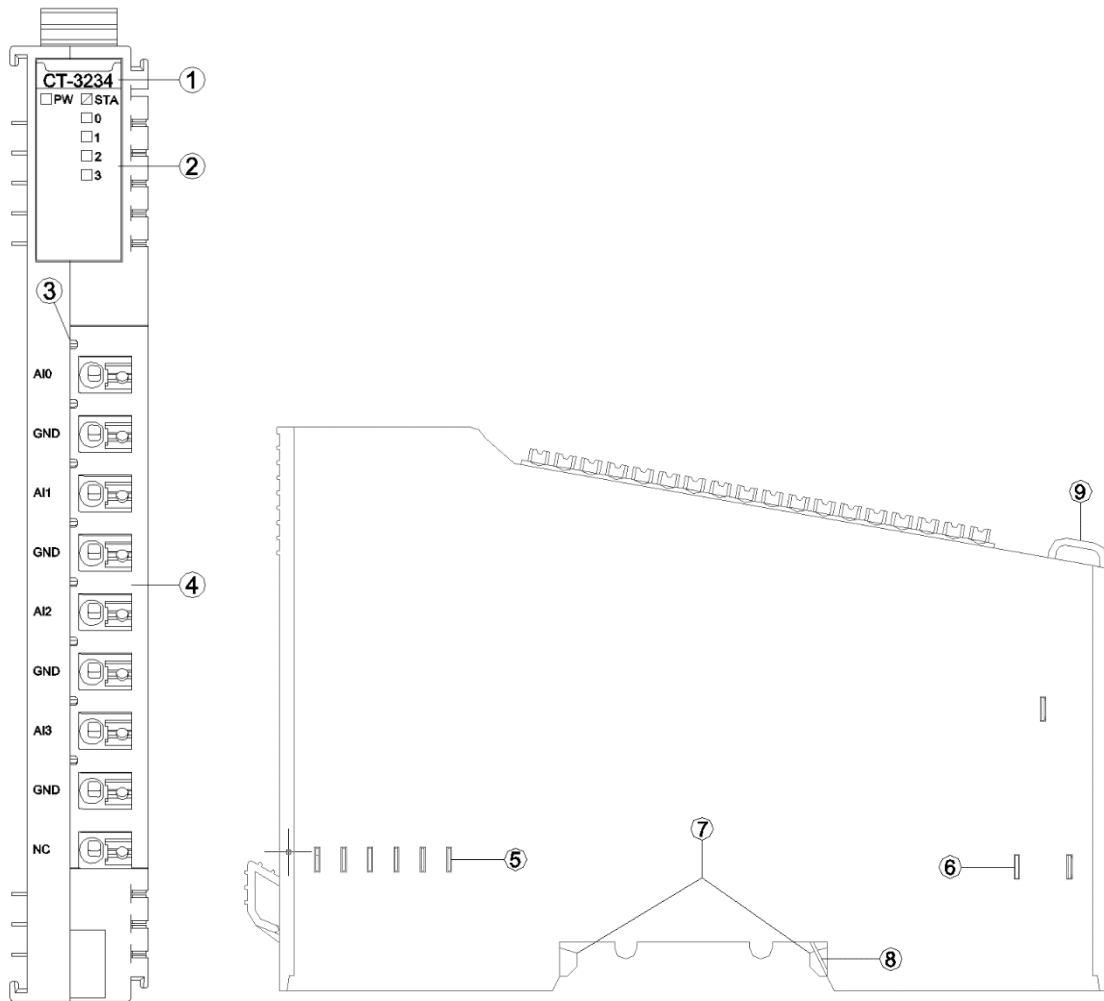 CT-3234 ①
PW STA
0
1
2 ②
3
③
AI0
GND
AI1
⑨
GND
④
AI2
GND
AI3
GND
⑦
NC
⑤ ⑥
⑧